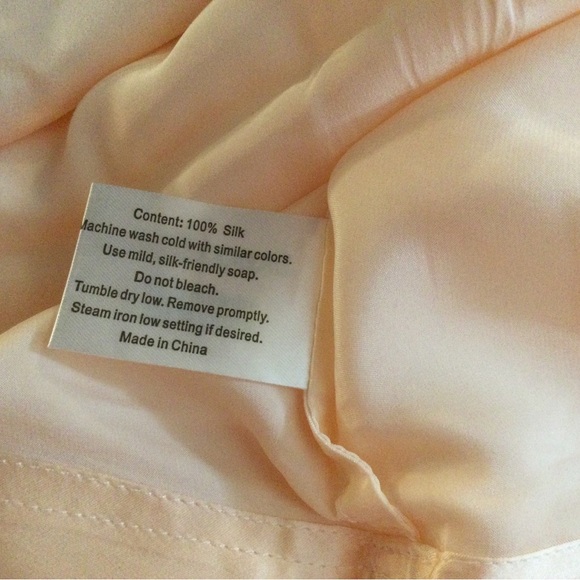 Content: 100% Silk
Machine wash cold with similar colors.
Use mild, silk-friendly soap.
Do not bleach.
Tumble dry low. Remove promptly.
Steam iron low setting if desired.
Made in China